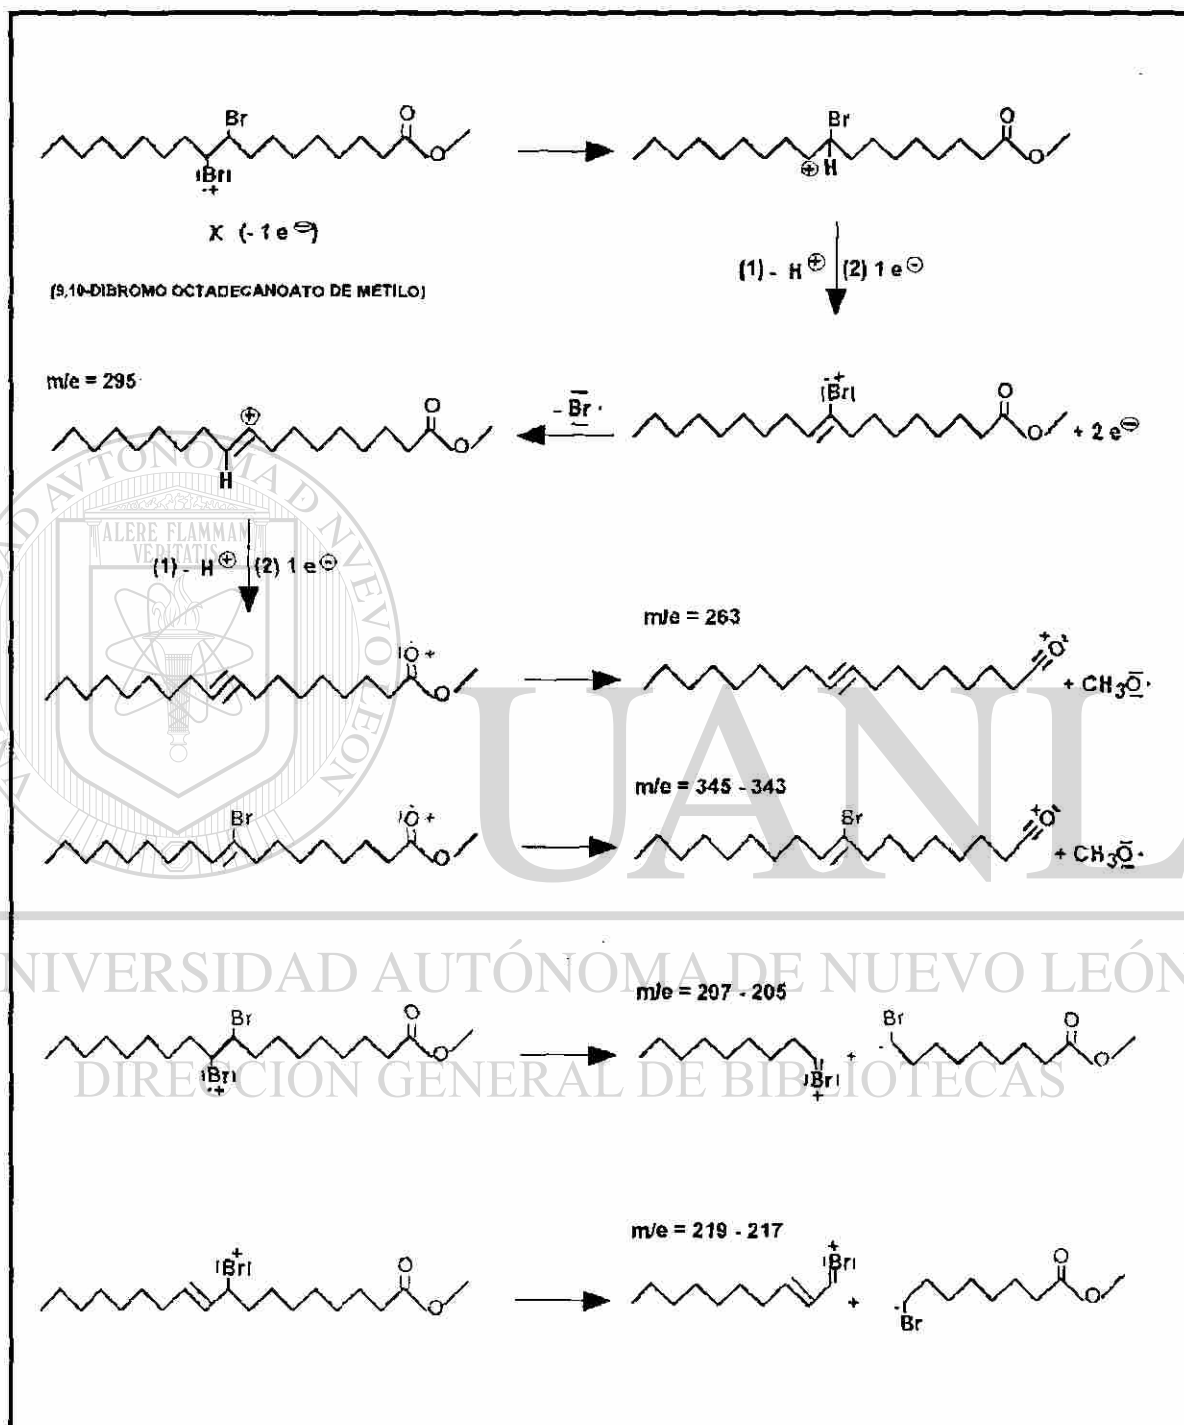 Br
O
O
|Br|
-+
X (- 1 e ⊖)
(9,10-DIBROMO OCTADECANOATO DE METILO)
Br
O
O
⊕ H
(1) - H ⊕ (2) 1 e ⊖
m/e = 295
⊕
O
O
H
- Br ·
-+
|Br|
O
O
+ 2 e ⊖
(1) - H ⊕ (2) 1 e ⊖
|O +
O
m/e = 263
+
O
+ CH3O ·
Br
|O +
O
m/e = 345 - 343
Br
+
O
+ CH3O ·
Br
O
O
|Br|
·+
m/e = 207 - 205
|Br|
+
+
Br
O
O
+
|Br|
O
O
m/e = 219 - 217
+
|Br|
+
Br
O
O
ALERE FLAMMAM
VERITATIS
UANL
UNIVERSIDAD AUTÓNOMA DE NUEVO LEÓN
DIRECCIÓN GENERAL DE BIBLIOTECAS